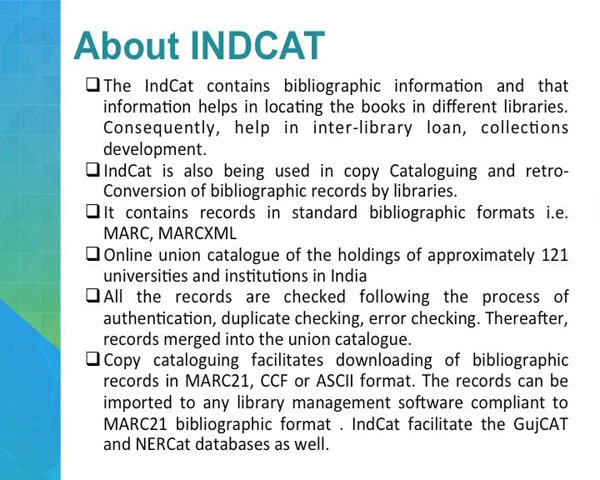 About INDCAT
❑The IndCat contains bibliographic information and that
information helps in locating the books in different libraries.
Consequently, help in inter-library loan, collections
development.
❑IndCat is also being used in copy Cataloguing and retro-
Conversion of bibliographic records by libraries.
❑It contains records in standard bibliographic formats i.e.
MARC, MARCXML
❑Online union catalogue of the holdings of approximately 121
universities and institutions in India
❑All the records are checked following the process of
authentication, duplicate checking, error checking. Thereafter,
records merged into the union catalogue.
❑Copy cataloguing facilitates downloading of bibliographic
records in MARC21, CCF or ASCII format. The records can be
imported to any library management software compliant to
MARC21 bibliographic format . IndCat facilitate the GujCAT
and NERCat databases as well.